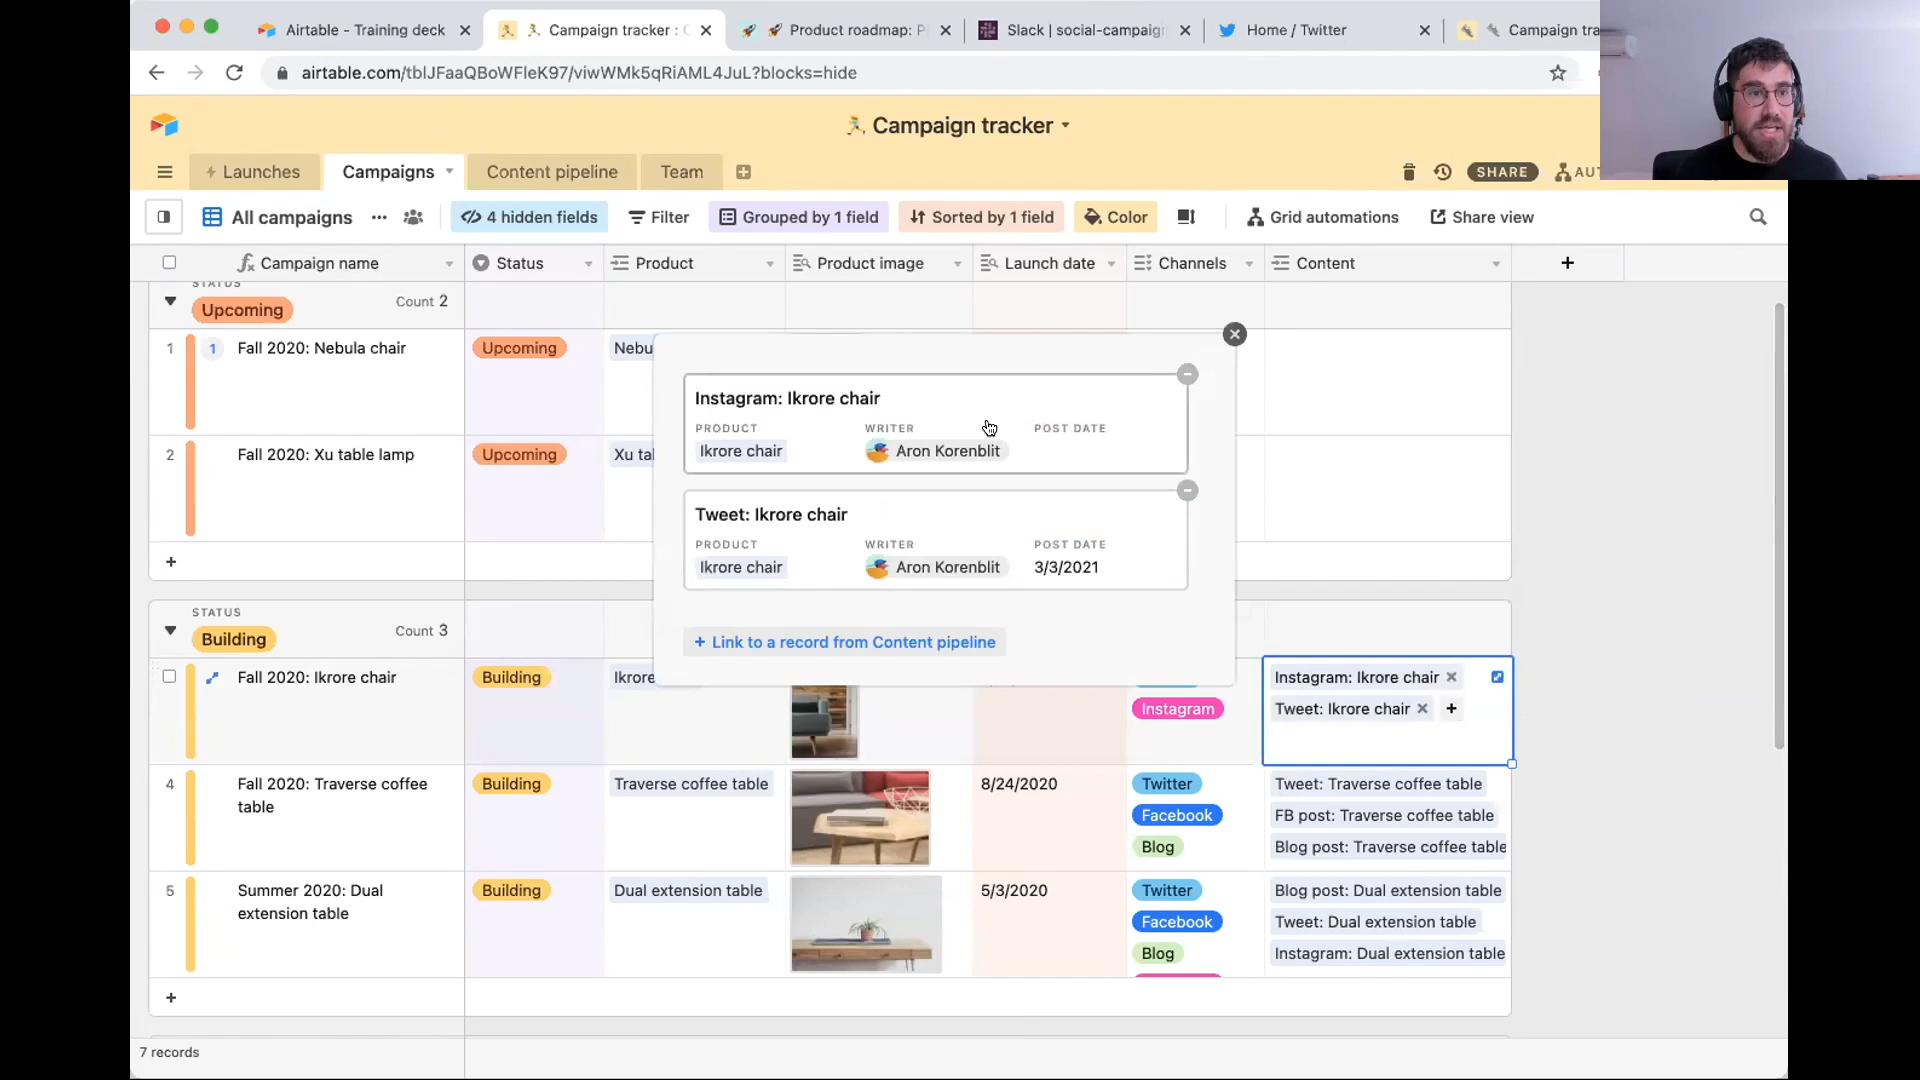 Airtable - Training deck
Campaign tracker :
Product roadmap: P
Slack | social-campaign
Home / Twitter
Campaign tra
airtable.com/tblJFaaQBoWFleK97/viwWMk5qRiAML4JuL?blocks=hide
Campaign tracker
Launches
Campaigns
Content pipeline
Team
SHARE
AUT
All campaigns
4 hidden fields
Filter
Grouped by 1 field
Sorted by 1 field
Color
Grid automations
Share view
Campaign name
Status
Product
Product image
Launch date
Channels
Content
STATUS
Upcoming
Count 2
1
1
Fall 2020: Nebula chair
Upcoming
Nebu
2
Fall 2020: Xu table lamp
Upcoming
Xu tal
+
Instagram: Ikrore chair
PRODUCT
WRITER
POST DATE
Ikrore chair
Aron Korenblit
Tweet: Ikrore chair
PRODUCT
WRITER
POST DATE
Ikrore chair
Aron Korenblit
3/3/2021
+ Link to a record from Content pipeline
STATUS
Building
Count 3
Fall 2020: Ikrore chair
Building
Ikrore
Instagram
Instagram: Ikrore chair
Tweet: Ikrore chair
+
4
Fall 2020: Traverse coffee
table
Building
Traverse coffee table
8/24/2020
Twitter
Facebook
Blog
Tweet: Traverse coffee table
FB post: Traverse coffee table
Blog post: Traverse coffee table
5
Summer 2020: Dual
extension table
Building
Dual extension table
5/3/2020
Twitter
Facebook
Blog
Blog post: Dual extension table
Tweet: Dual extension table
Instagram: Dual extension table
+
7 records